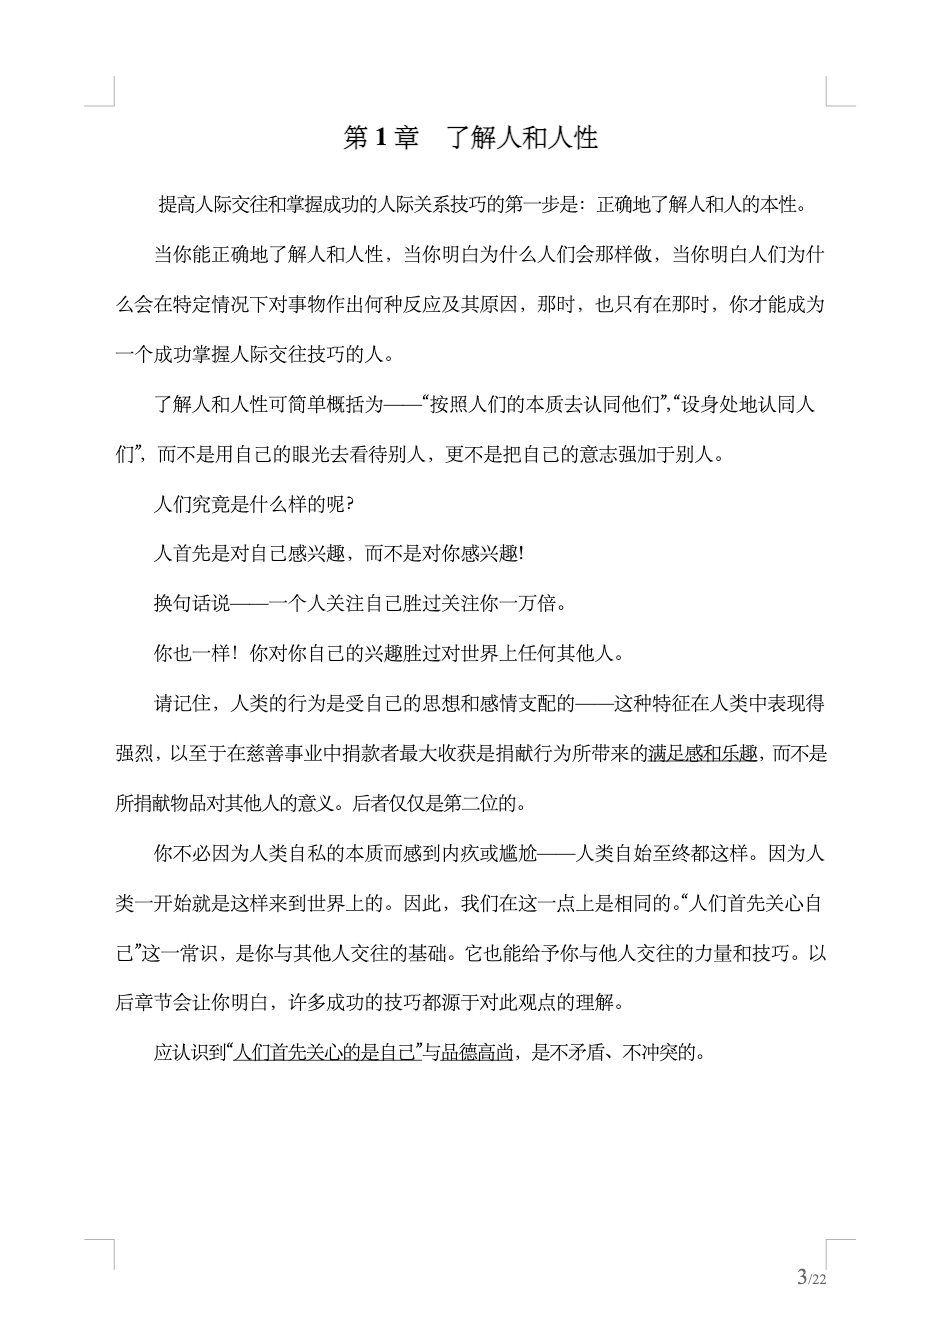 第 1 章　了解人和人性
提高人际交往和掌握成功的人际关系技巧的第一步是：正确地了解人和人的本性。
当你能正确地了解人和人性，当你明白为什么人们会那样做，当你明白人们为什
么会在特定情况下对事物作出何种反应及其原因，那时，也只有在那时，你才能成为
一个成功掌握人际交往技巧的人。
了解人和人性可简单概括为——“按照人们的本质去认同他们”，“设身处地认同人
们”，而不是用自己的眼光去看待别人，更不是把自己的意志强加于别人。
人们究竟是什么样的呢?
人首先是对自己感兴趣，而不是对你感兴趣!
换句话说——一个人关注自己胜过关注你一万倍。
你也一样！你对你自己的兴趣胜过对世界上任何其他人。
请记住，人类的行为是受自己的思想和感情支配的——这种特征在人类中表现得
强烈，以至于在慈善事业中捐款者最大收获是捐献行为所带来的满足感和乐趣，而不是
所捐献物品对其他人的意义。后者仅仅是第二位的。
你不必因为人类自私的本质而感到内疚或尴尬——人类自始至终都这样。因为人
类一开始就是这样来到世界上的。因此，我们在这一点上是相同的。“人们首先关心自
己”这一常识，是你与其他人交往的基础。它也能给予你与他人交往的力量和技巧。以
后章节会让你明白，许多成功的技巧都源于对此观点的理解。
应认识到“人们首先关心的是自己”与品德高尚，是不矛盾、不冲突的。
3/22